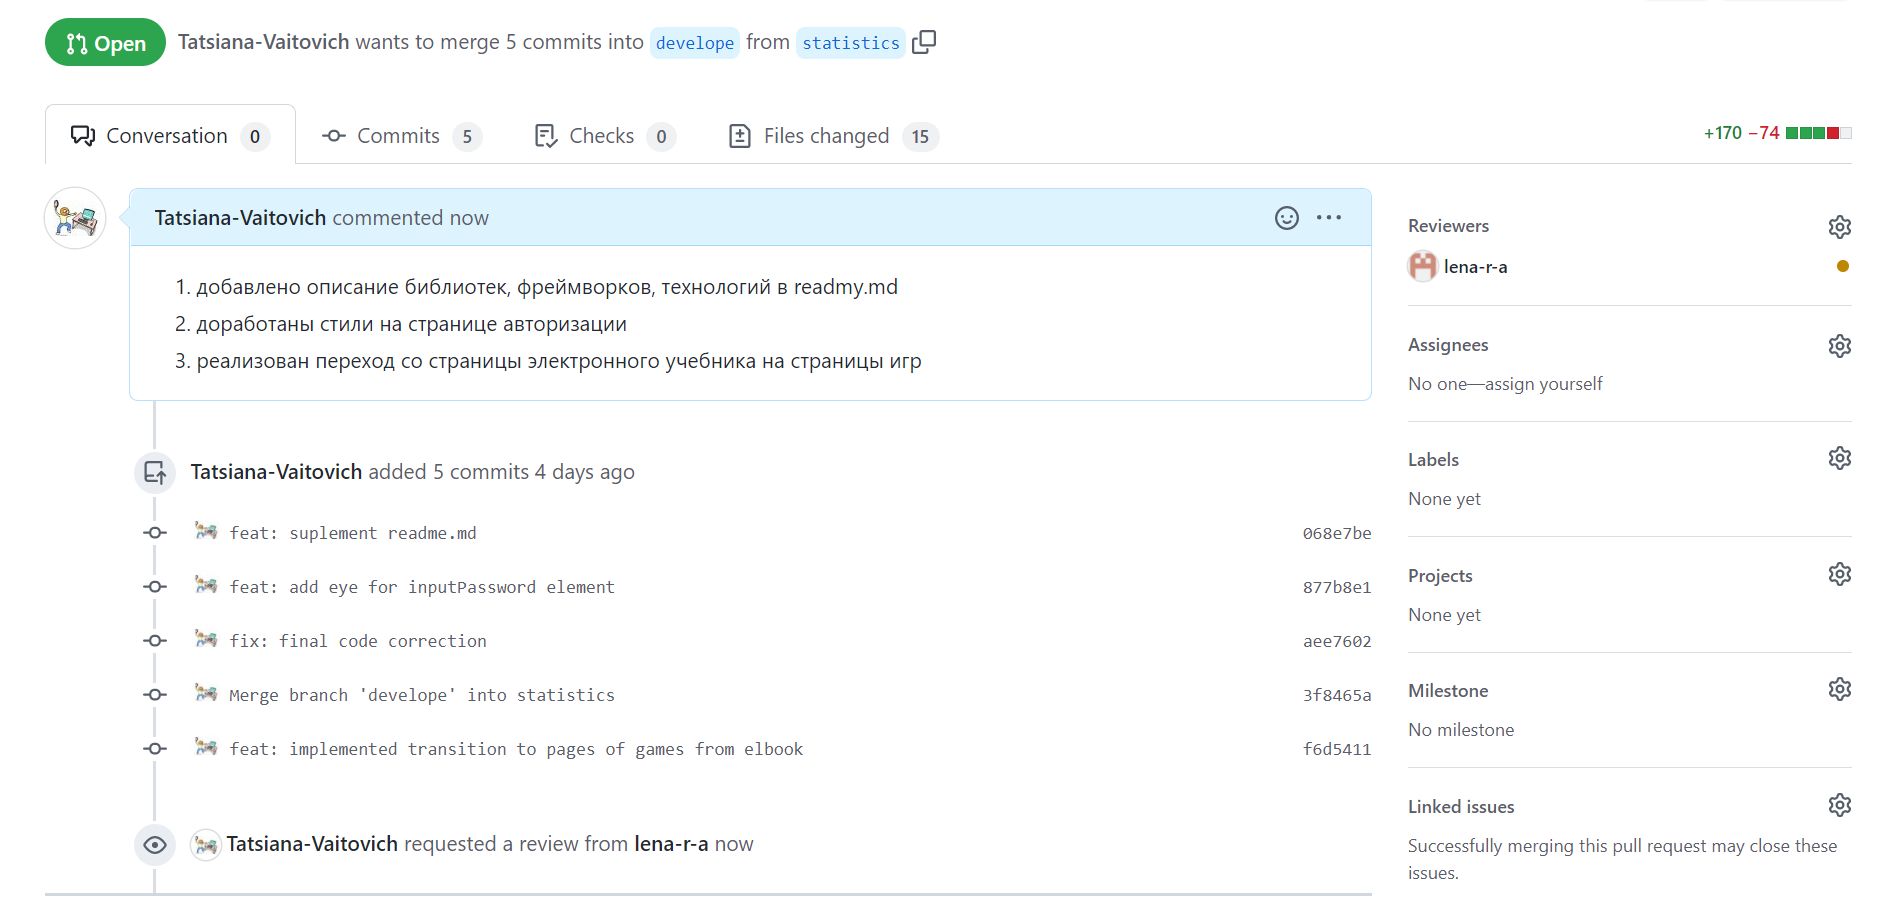 Open Tatsiana-Vaitovich wants to merge 5 commits into develope from statistics
Conversation 0 Commits 5 Checks 0 Files changed 15 +170 −74
Tatsiana-Vaitovich commented now
1. добавлено описание библиотек, фреймворков, технологий в readmy.md
2. доработаны стили на странице авторизации
3. реализован переход со страницы электронного учебника на страницы игр
Tatsiana-Vaitovich added 5 commits 4 days ago
feat: suplement readme.md 068e7be
feat: add eye for inputPassword element 877b8e1
fix: final code correction aee7602
Merge branch 'develope' into statistics 3f8465a
feat: implemented transition to pages of games from elbook f6d5411
Tatsiana-Vaitovich requested a review from lena-r-a now
Reviewers
lena-r-a
Assignees
No one—assign yourself
Labels
None yet
Projects
None yet
Milestone
No milestone
Linked issues
Successfully merging this pull request may close these
issues.